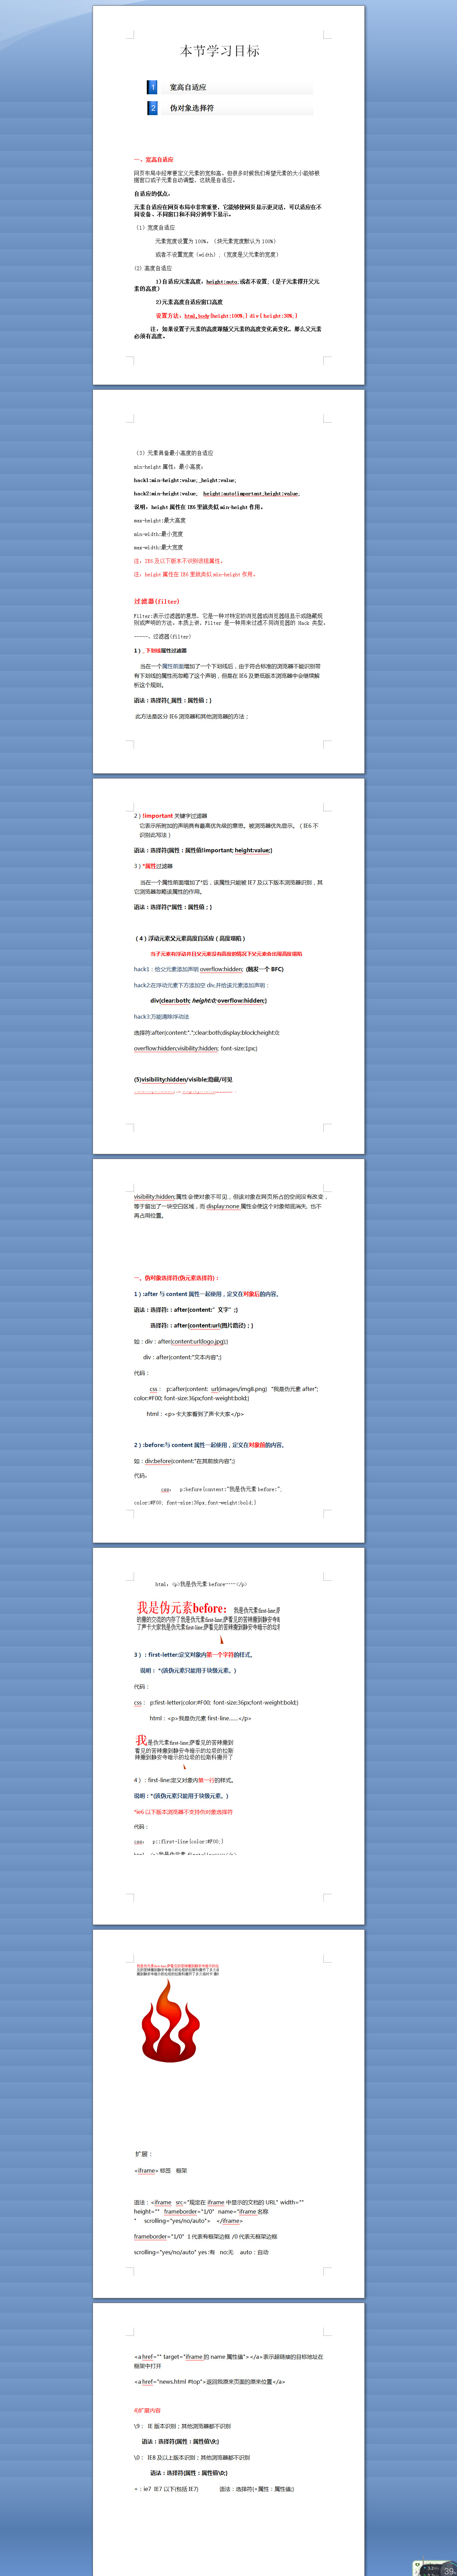 本节学习目标
1 宽高自适应
2 伪对象选择符
一、宽高自适应
网页布局中经常要定义元素的宽和高。但很多时候我们希望元素的大小能够根
据窗口或子元素自动调整，这就是自适应。
自适应的优点：
元素自适应在网页布局中非常重要，它能够使网页显示更灵活，可以适应在不
同设备、不同窗口和不同分辨率下显示。
（1）宽度自适应
元素宽度设置为 100%。（块元素宽度默认为 100%）
或者不设置宽度（width）；（宽度是父元素的宽度）
(2) 高度自适应
1)自适应元素高度：height:auto;或者不设置；(是子元素撑开父元
素的高度)
2)元素高度自适应窗口高度
设置方法：html,body{height:100%;} div{height:30%;}
注：如果设置子元素的高度跟随父元素的高度变化而变化，那么父元素
必须有高度。
（3）元素具备最小高度的自适应
min-height 属性：最小高度；
hack1:min-height:value;_height:value;
hack2:min-height:value; height:auto!important;height:value;
说明：height 属性在 IE6 里就类似 min-height 作用。
max-height:最大高度
min-width:最小宽度
max-width:最大宽度
注：IE6 及以下版本不识别该组属性。
注：height 属性在 IE6 里就类似 min-height 作用。
过滤器(filter)
Filter:表示过滤器的意思，它是一种对特定的浏览器或浏览器组显示或隐藏规
则或声明的方法。本质上讲，Filter 是一种用来过滤不同浏览器的 Hack 类型。
-----、过滤器(filter)
1）_ 下划线属性过滤器
当在一个属性前面增加了一个下划线后，由于符合标准的浏览器不能识别带
有下划线的属性而忽略了这个声明，但是在 IE6 及更低版本浏览器中会继续解
析这个规则。
语法：选择符{_属性：属性值；}
此方法是区分 IE6 浏览器和其他浏览器的方法；
2）!important 关键字过滤器
它表示所附加的声明具有最高优先级的意思。被浏览器优先显示。（IE6 不
识别此写法）
语法：选择符{属性：属性值!important; height:value;}
3）*属性过滤器
当在一个属性前面增加了*后，该属性只能被 IE7 及以下版本浏览器识别，其
它浏览器忽略该属性的作用。
语法：选择符{*属性：属性值；}
（4）浮动元素父元素高度自适应（高度塌陷）
当子元素有浮动并且父元素没有高度的情况下父元素会出现高度塌陷
hack1：给父元素添加声明 overflow:hidden; (触发一个 BFC)
hack2:在浮动元素下方添加空 div,并给该元素添加声明：
div{clear:both; height:0; overflow:hidden;}
hack3:万能清除浮动法
选择符:after{content:".";clear:both;display:block;height:0;
overflow:hidden;visibility:hidden; font-size:1px;}
(5)visibility:hidden/visible;隐藏/可见
visibility:hidden;属性会使对象不可见，但该对象在网页所占的空间没有改变，
等于留出了一块空白区域，而 display:none 属性会使这个对象彻底消失, 也不
再占用位置。
一、伪对象选择符(伪元素选择符)：
1）:after 与 content 属性一起使用，定义在对象后的内容。
语法：选择符:：after{content:" 文字" ;}
选择符:：after{content:url(图片路径)；}
如：div：after{content:url(logo.jpg);}
div：after{content:"文本内容";}
代码：
css： p:after{content: url(images/img8.png) "我是伪元素 after";
color:#F00; font-size:36px;font-weight:bold;}
html：<p>卡大家看到了声卡大家</p>
2）:before:与 content 属性一起使用，定义在对象前的内容。
如：div:before{content:"在其前放内容";}
代码：
css： p:before{content:"我是伪元素 before:";
color:#F00; font-size:36px;font-weight:bold;}
html：<p>我是伪元素 before……</p>
3）：first-letter:定义对象内第一个字符的样式。
说明： *(该伪元素只能用于块级元素。)
代码：
css： p:first-letter{color:#F00; font-size:36px;font-weight:bold;}
html：<p>我是伪元素 first-line……</p>
4）：first-line:定义对象内第一行的样式。
说明：*(该伪元素只能用于块级元素。)
*ie6 以下版本浏览器不支持伪对象选择符
代码：
css： p::first-line{color:#F00;}
扩展：
<iframe> 标签 框架
语法：<iframe src="规定在 iframe 中显示的文档的 URL" width=""
height="" frameborder="1/0" name="iframe 名称
" scrolling="yes/no/auto"> </iframe>
frameborder="1/0" 1 代表有框架边框 /0 代表无框架边框
scrolling="yes/no/auto" yes:有 no:无 auto：自动
<a href="" target="iframe 的 name 属性值"></a>表示超链接的目标地址在
框架中打开
<a href="news.html #top">返回到原来页面的原来位置</a>
4)扩展内容
\9： IE 版本识别；其他浏览器都不识别
语法：选择符{属性：属性值\9;}
\0： IE8 及以上版本识别；其他浏览器都不识别
语法：选择符{属性：属性值\0;}
+：ie7 IE7 以下(包括 IE7) 语法：选择符{+属性：属性值;}